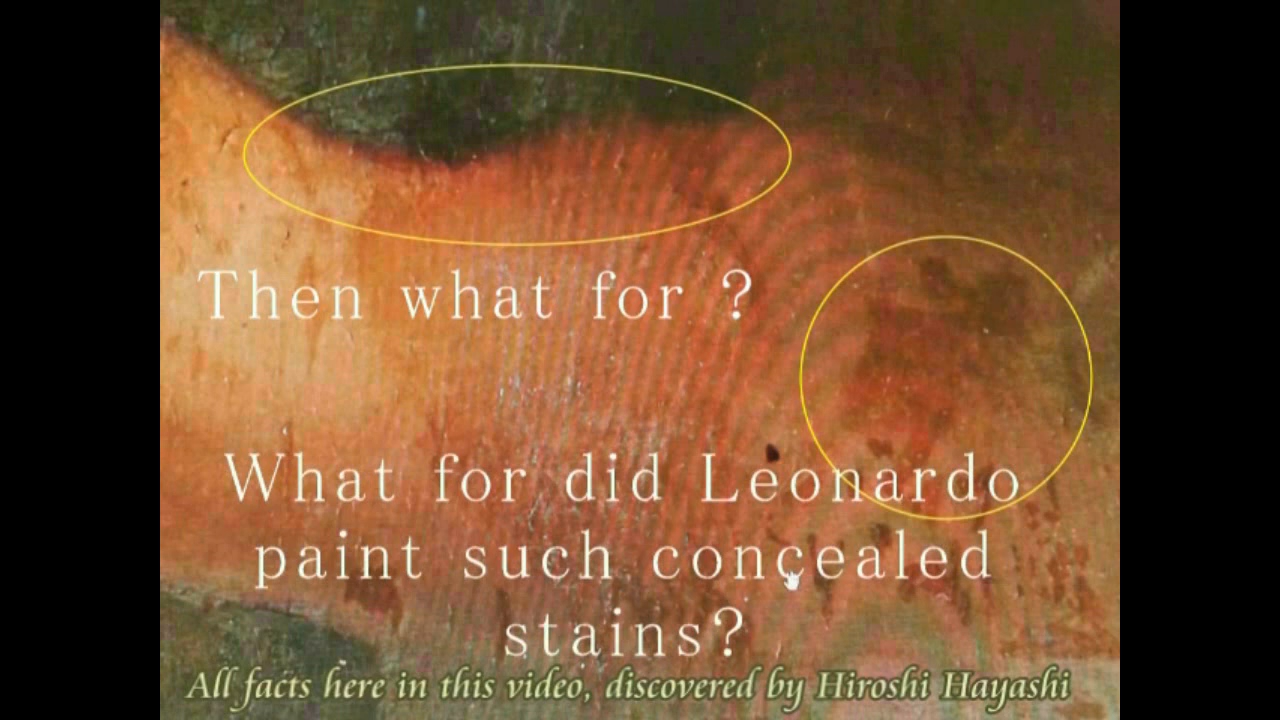 Then what for ?
What for did Leonardo
paint such concealed
stains?
All facts here in this video, discovered by Hiroshi Hayashi